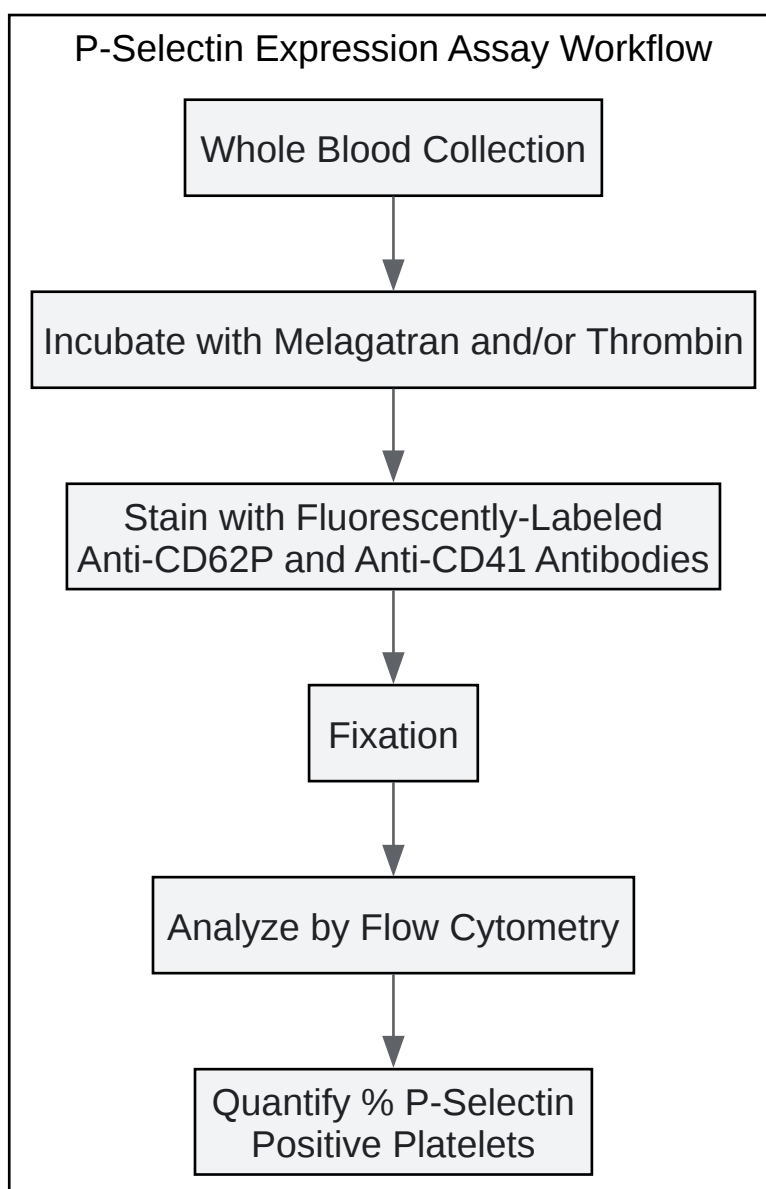 P-Selectin Expression Assay Workflow
Whole Blood Collection
Incubate with Melagatran and/or Thrombin
Stain with Fluorescently-Labeled
Anti-CD62P and Anti-CD41 Antibodies
Fixation
Analyze by Flow Cytometry
Quantify % P-Selectin
Positive Platelets